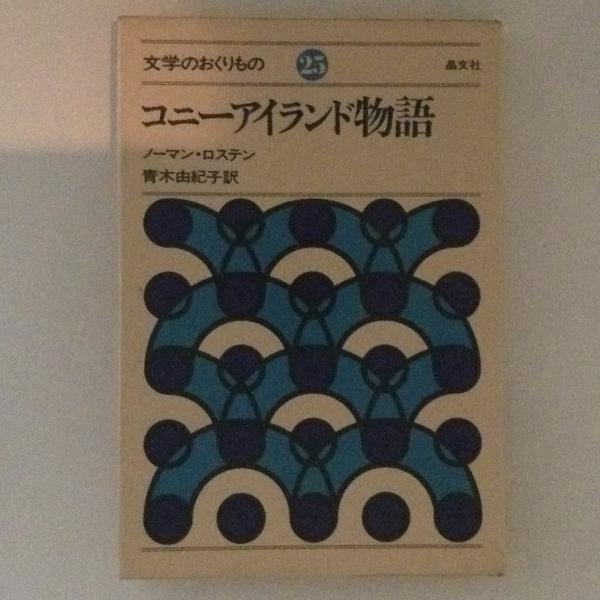 文学のおくりもの 25 晶文社
コニーアイランド物語
ノーマン・ロステン
青木由紀子訳